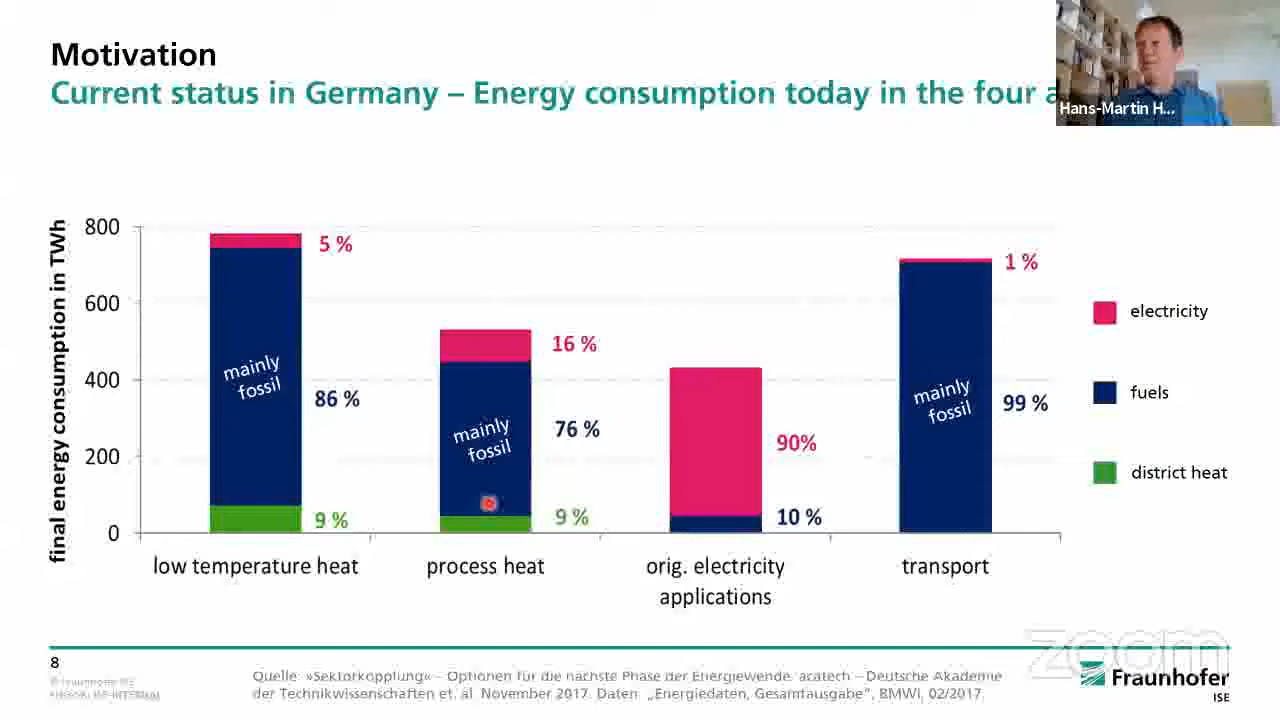 Motivation
Current status in Germany – Energy consumption today in the four a
Hans-Martin H...
final energy consumption in TWh
800
600
400
200
0
5 %
mainly
fossil
86 %
9 %
16 %
mainly
fossil
76 %
9 %
90%
10 %
1 %
mainly
fossil
99 %
electricity
fuels
district heat
low temperature heat
process heat
orig. electricity
applications
transport
8
© Fraunhofer ISE
Quelle: »Sektorkopplung« – Optionen für die nächste Phase der Energiewende. acatech – Deutsche Akademie
der Technikwissenschaften et. al. November 2017. Daten: „Energiedaten, Gesamtausgabe", BMWI, 02/2017.
zoom
Fraunhofer
ISE